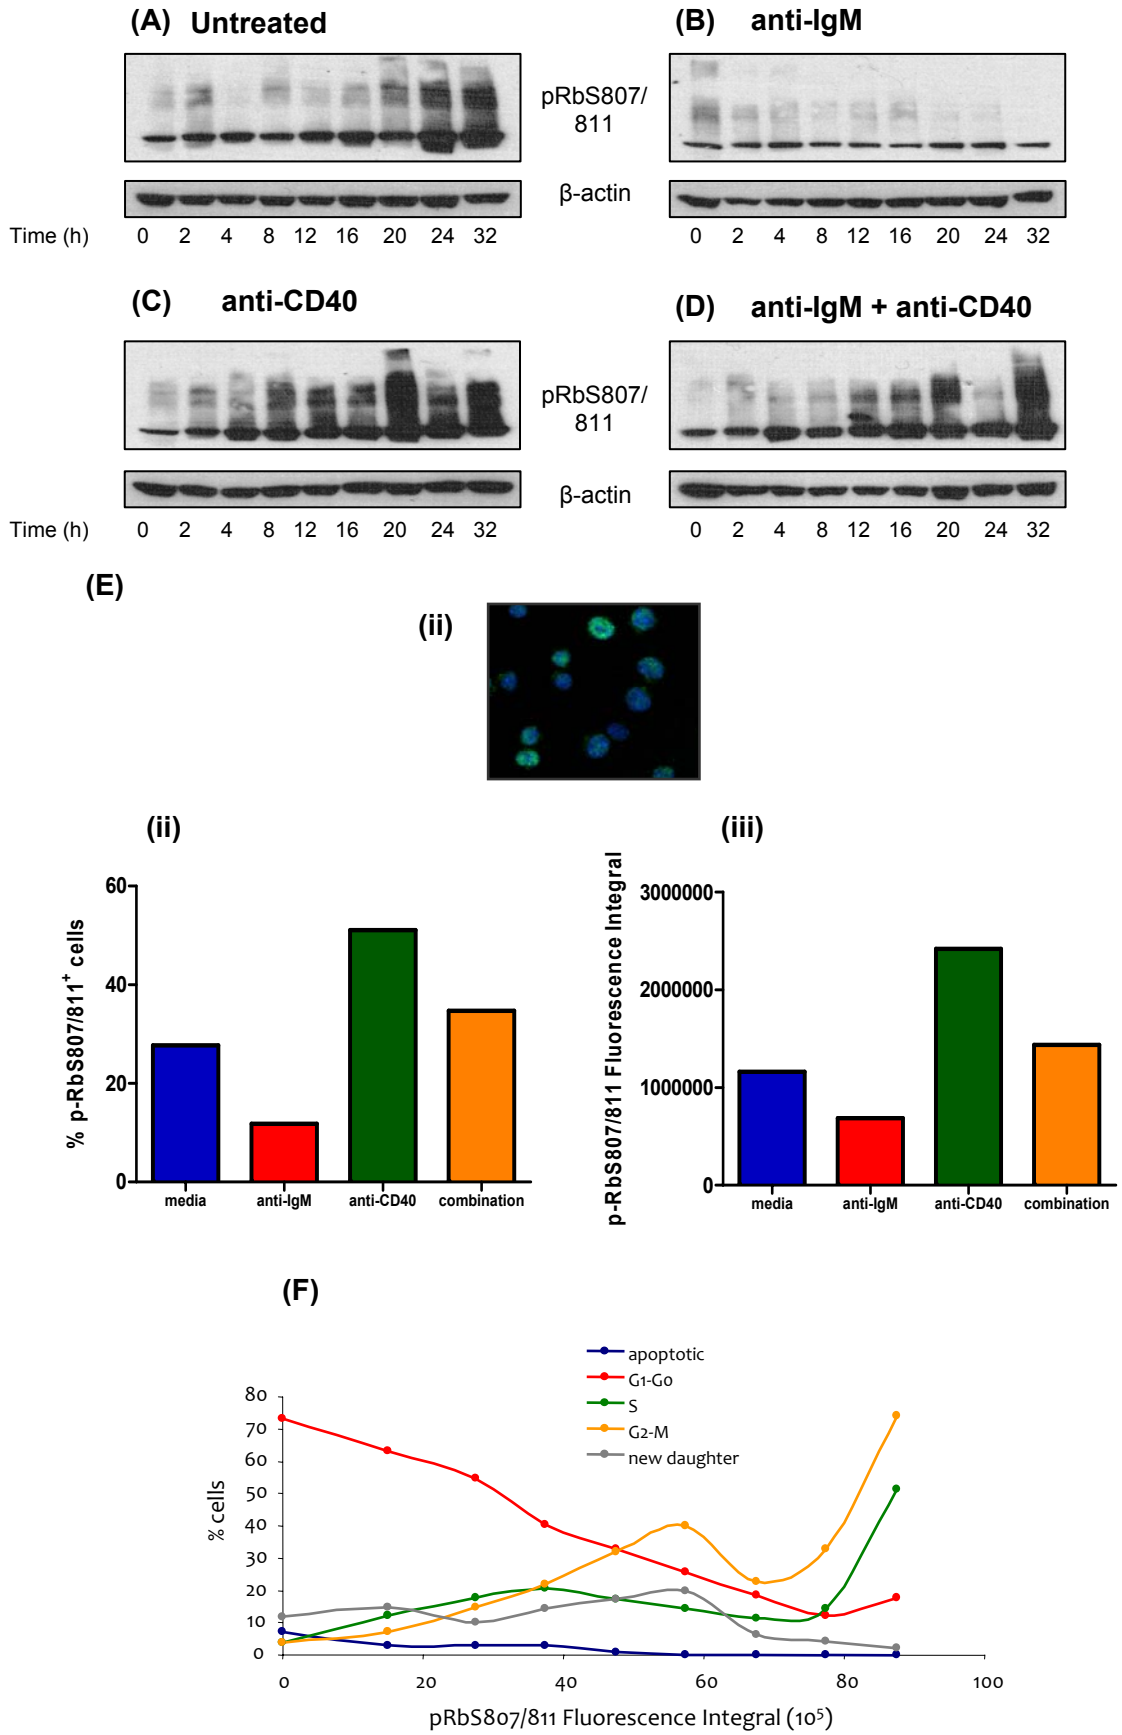 (A) Untreated
(B) anti-IgM
pRbS807/
811
β-actin
Time (h) 0 2 4 8 12 16 20 24 32
0 2 4 8 12 16 20 24 32
(C) anti-CD40
(D) anti-IgM + anti-CD40
pRbS807/
811
β-actin
Time (h) 0 2 4 8 12 16 20 24 32
0 2 4 8 12 16 20 24 32
(E)
(ii)
(ii)
% p-RbS807/811+ cells
60
40
20
0
media anti-IgM anti-CD40 combination
(iii)
p-RbS807/811 Fluorescence Integral
3000000
2000000
1000000
0
media anti-IgM anti-CD40 combination
(F)
apoptotic
G1-G0
S
G2-M
new daughter
% cells
80
70
60
50
40
30
20
10
0
0 20 40 60 80 100
pRbS807/811 Fluorescence Integral (10⁵)